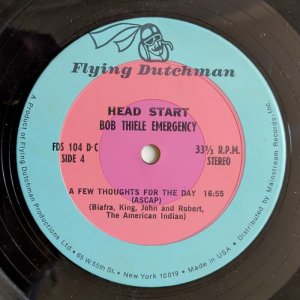 Flying Dutchman
HEAD START
BOB THIELE EMERGENCY
FDS 104 D-C
SIDE 4
33⅓ R.P.M.
STEREO
A FEW THOUGHTS FOR THE DAY 16:55
(ASCAP)
(Biafra, King, John and Robert,
The American Indian)
A Product of Flying Dutchman Productions Ltd. • 65 W 55th St. • New York 10019 • Made in U.S.A. • Distributed by Mainstream Records, Inc.